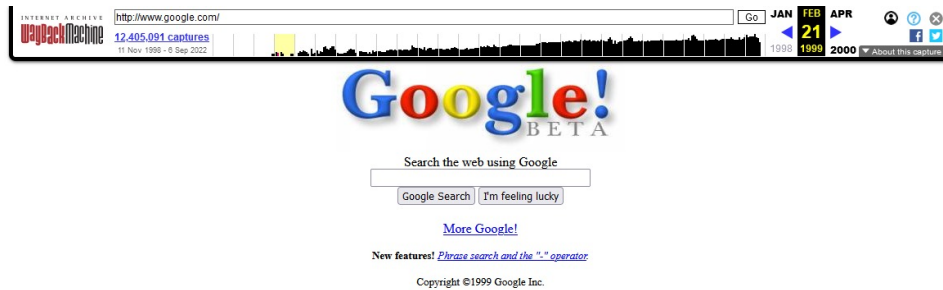 INTERNET ARCHIVE
WayBackMachine
http://www.google.com/
Go
JAN FEB APR
12,405,091 captures
21
11 Nov 1998 - 6 Sep 2022
1998 1999 2000
About this capture
Google!
BETA
Search the web using Google
Google Search I'm feeling lucky
More Google!
New features! Phrase search and the "-" operator.
Copyright ©1999 Google Inc.